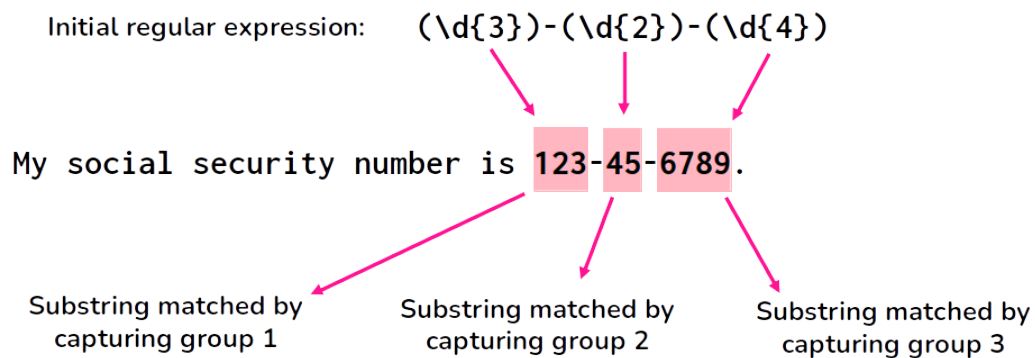 Initial regular expression: (\d{3})-(\d{2})-(\d{4})
My social security number is 123-45-6789.
Substring matched by
capturing group 1
Substring matched by
capturing group 2
Substring matched by
capturing group 3